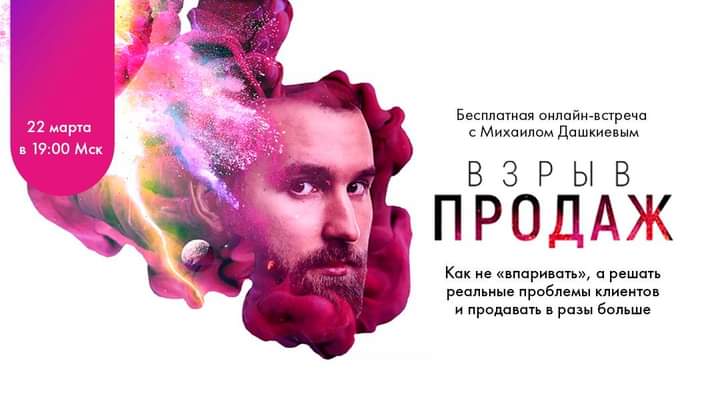 22 марта
в 19:00 Мск
Бесплатная онлайн-встреча
с Михаилом Дашкиевым
ВЗРЫВ
ПРОДАЖ
Как не «впаривать», а решать
реальные проблемы клиентов
и продавать в разы больше